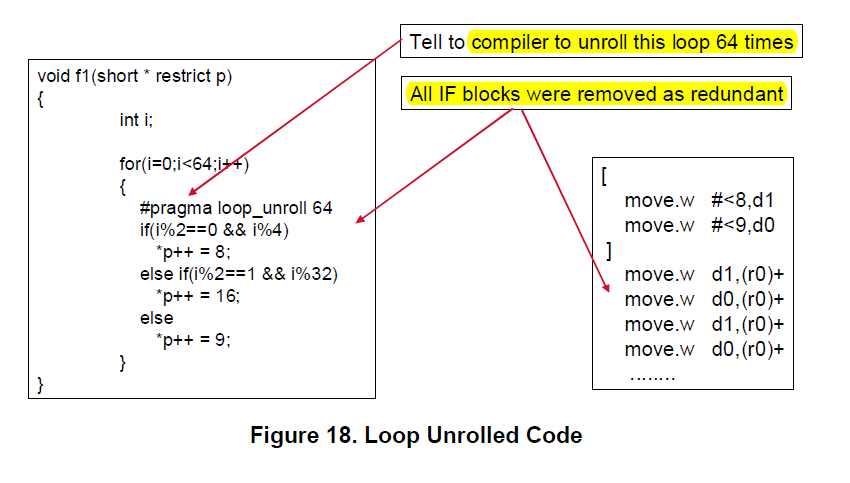 Tell to compiler to unroll this loop 64 times
All IF blocks were removed as redundant
void f1(short * restrict p)
{
int i;
for(i=0;i<64;i++)
{
#pragma loop_unroll 64
if(i%2==0 && i%4)
*p++ = 8;
else if(i%2==1 && i%32)
*p++ = 16;
else
*p++ = 9;
}
}
[
move.w #<8,d1
move.w #<9,d0
]
move.w d1,(r0)+
move.w d0,(r0)+
move.w d1,(r0)+
move.w d0,(r0)+
........
Figure 18. Loop Unrolled Code